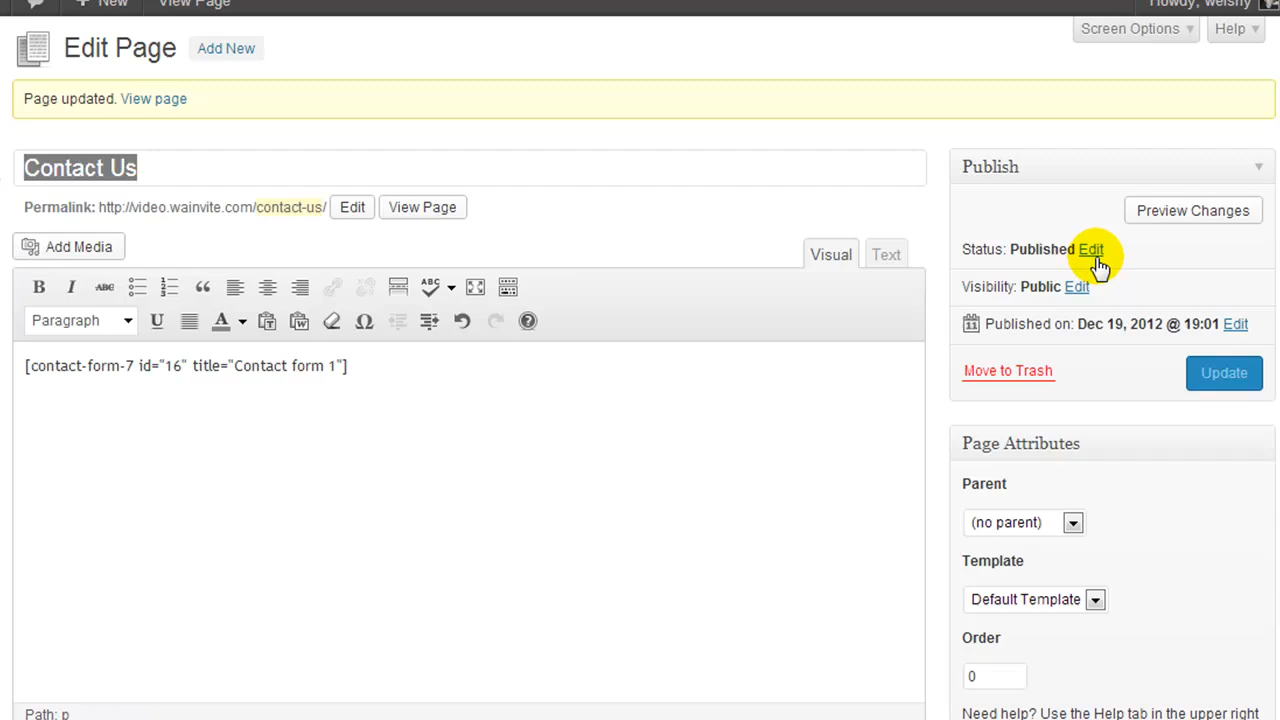 New View Page Howdy, welshy
Screen Options Help
Edit Page Add New
Page updated. View page
Contact Us
Permalink: http://video.wainvite.com/contact-us/ Edit View Page
Add Media
Visual Text
ABC ABC
Paragraph U A Ω
[contact-form-7 id="16" title="Contact form 1"]
Path: p
Publish
Preview Changes
Status: Published Edit
Visibility: Public Edit
11 Published on: Dec 19, 2012 @ 19:01 Edit
Move to Trash Update
Page Attributes
Parent
(no parent)
Template
Default Template
Order
0
Need help? Use the Help tab in the upper right